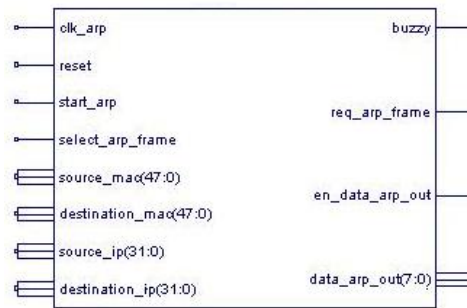 clk_arp
buzzy
reset
start_arp
req_arp_frame
select_arp_frame
source_mac(47:0)
en_data_arp_out
destination_mac(47:0)
source_ip(31:0)
data_arp_out(7:0)
destination_ip(31:0)